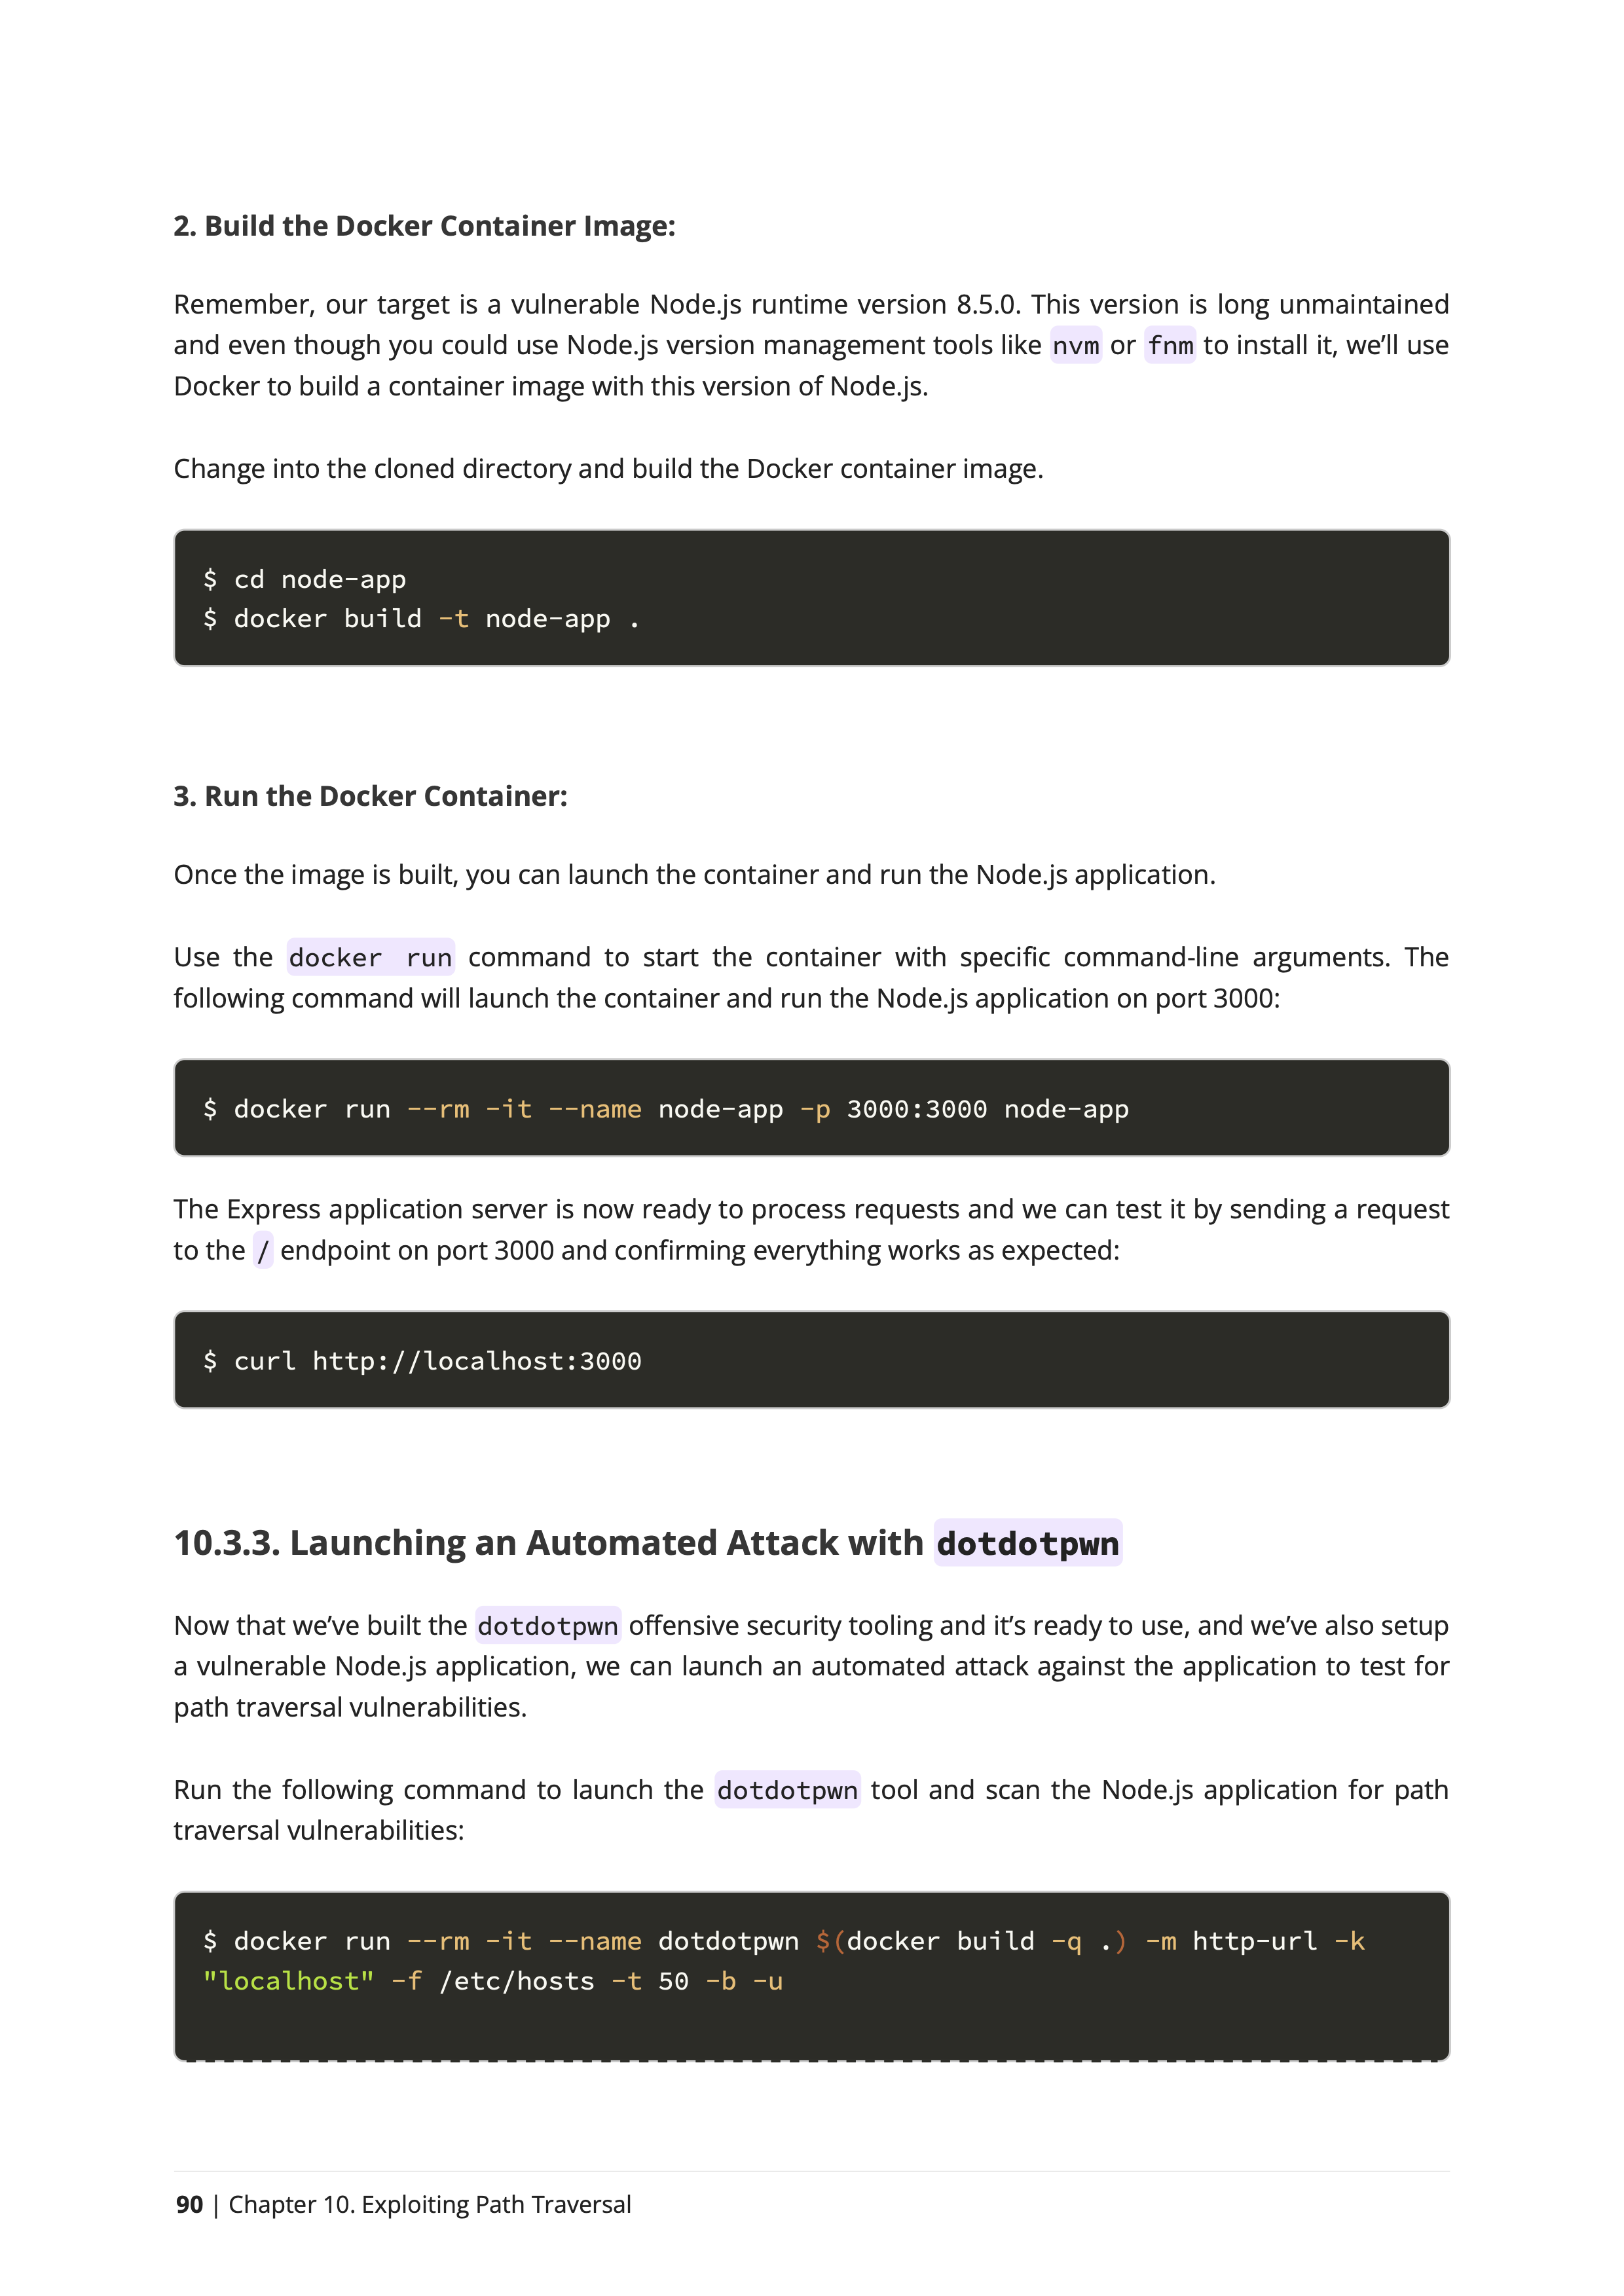 2. Build the Docker Container Image:
Remember, our target is a vulnerable Node.js runtime version 8.5.0. This version is long unmaintained
and even though you could use Node.js version management tools like nvm or fnm to install it, we’ll use
Docker to build a container image with this version of Node.js.
Change into the cloned directory and build the Docker container image.
$ cd node-app
$ docker build -t node-app .
3. Run the Docker Container:
Once the image is built, you can launch the container and run the Node.js application.
Use the docker run command to start the container with specific command-line arguments. The
following command will launch the container and run the Node.js application on port 3000:
$ docker run --rm -it --name node-app -p 3000:3000 node-app
The Express application server is now ready to process requests and we can test it by sending a request
to the / endpoint on port 3000 and confirming everything works as expected:
$ curl http://localhost:3000
10.3.3. Launching an Automated Attack with dotdotpwn
Now that we’ve built the dotdotpwn offensive security tooling and it’s ready to use, and we’ve also setup
a vulnerable Node.js application, we can launch an automated attack against the application to test for
path traversal vulnerabilities.
Run the following command to launch the dotdotpwn tool and scan the Node.js application for path
traversal vulnerabilities:
$ docker run --rm -it --name dotdotpwn $(docker build -q .) -m http-url -k
"localhost" -f /etc/hosts -t 50 -b -u
90 | Chapter 10. Exploiting Path Traversal